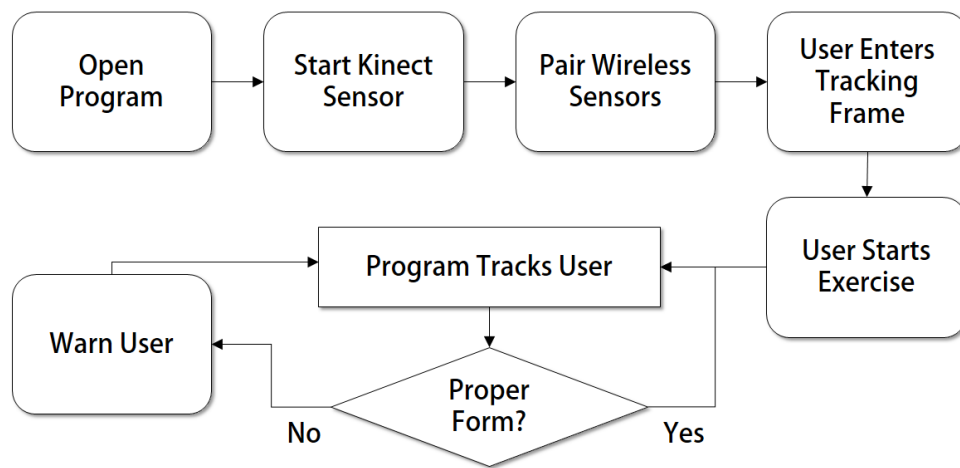 Open
Program
Start Kinect
Sensor
Pair Wireless
Sensors
User Enters
Tracking
Frame
User Starts
Exercise
Program Tracks User
Warn User
Proper
Form?
No
Yes